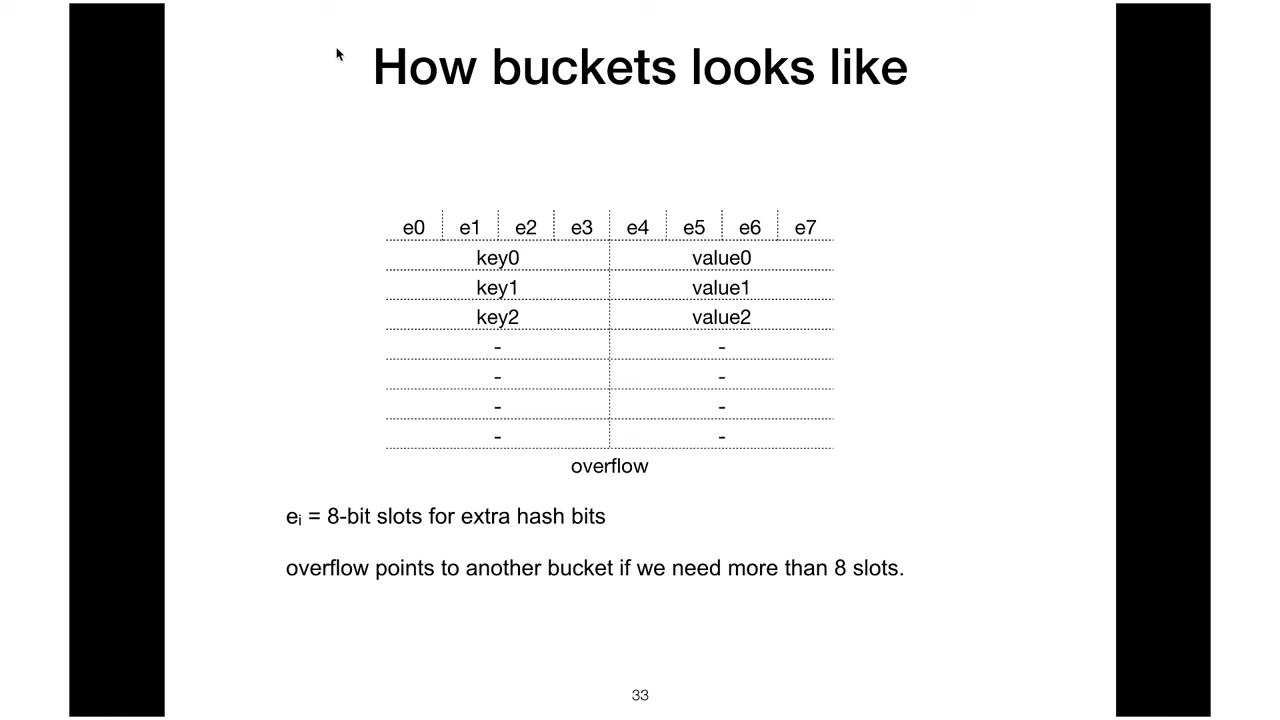 How buckets looks like
e0 e1 e2 e3 e4 e5 e6 e7
key0 value0
key1 value1
key2 value2
- -
- -
- -
- -
overflow
eᵢ = 8-bit slots for extra hash bits
overflow points to another bucket if we need more than 8 slots.
33